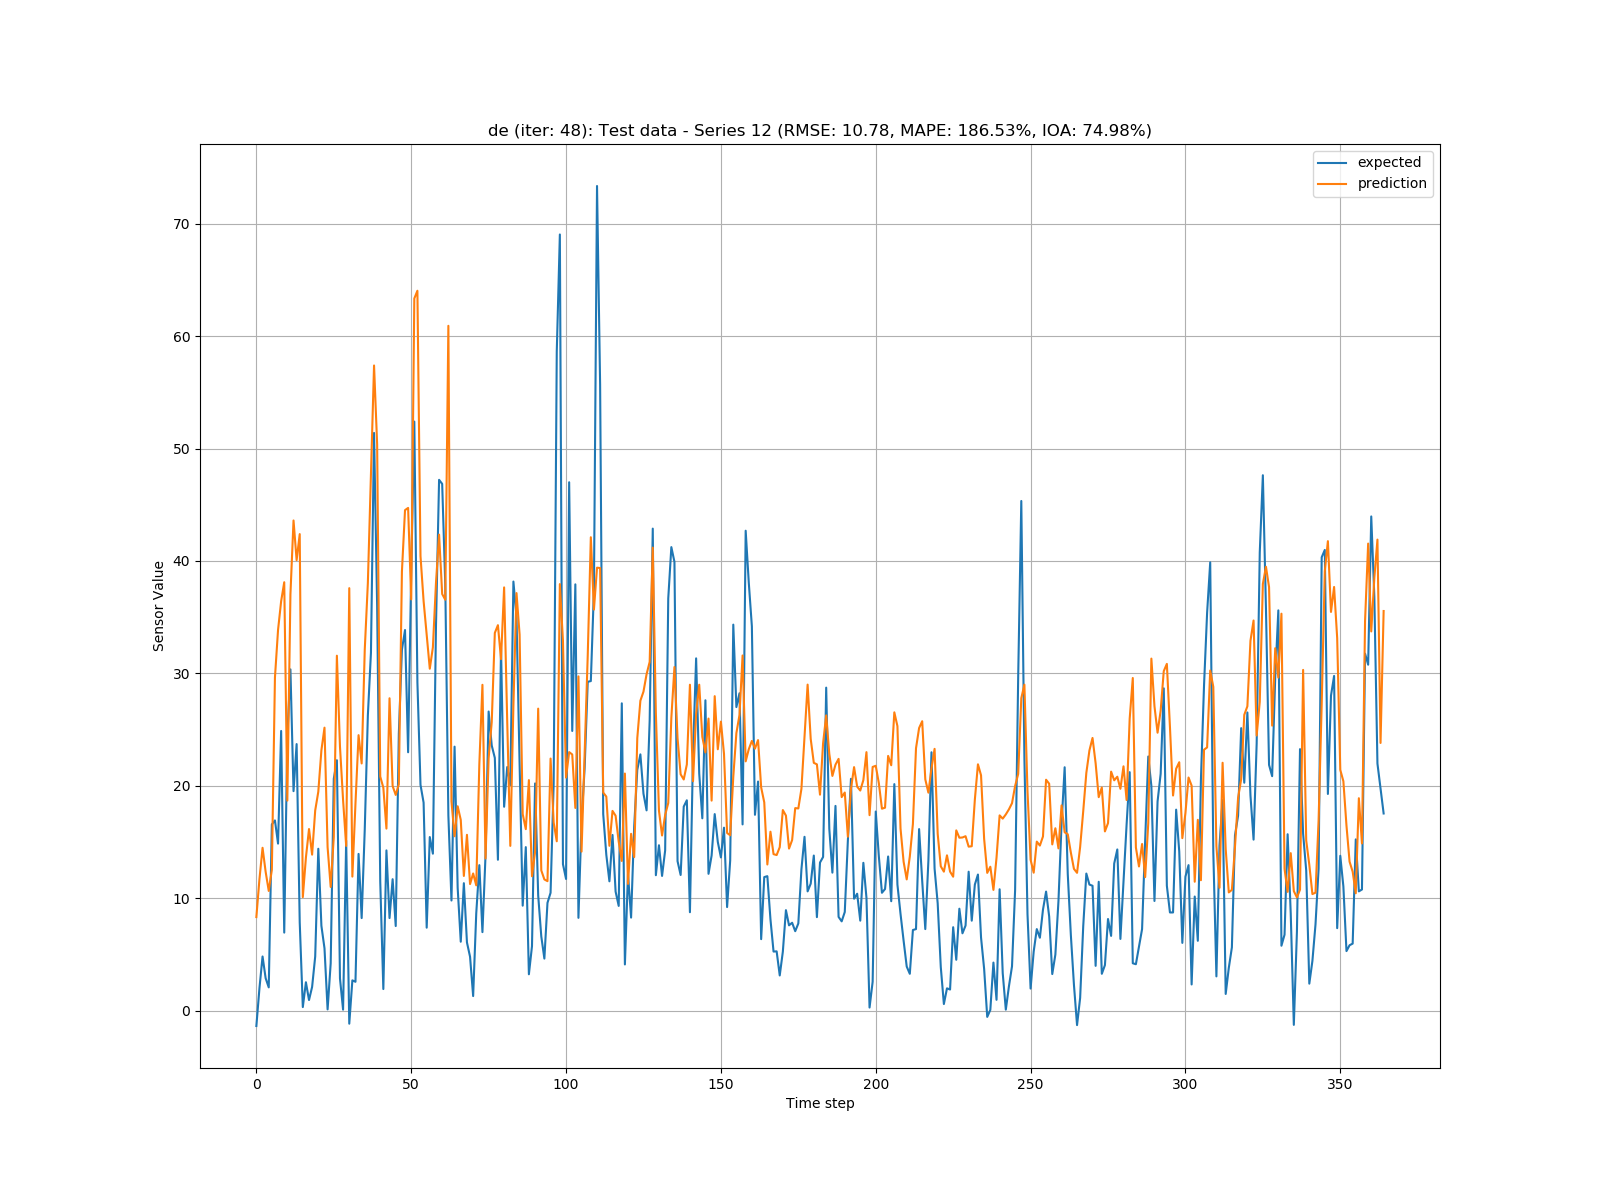 de (iter: 48): Test data - Series 12 (RMSE: 10.78, MAPE: 186.53%, IOA: 74.98%)
expected
prediction
70
60
50
40
30
20
10
0
Sensor Value
0 50 100 150 200 250 300 350
Time step